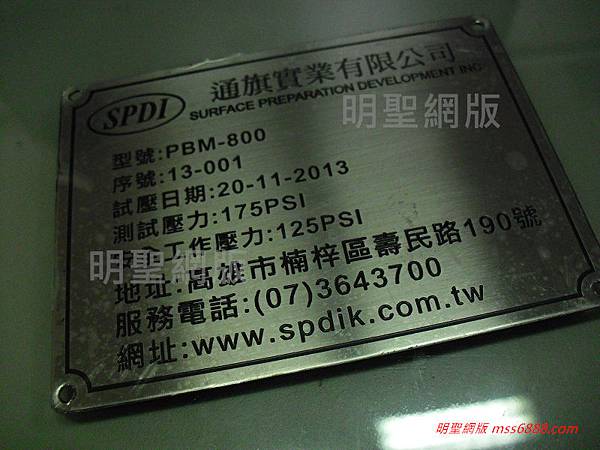 SPDI
通旗實業有限公司
SURFACE PREPARATION DEVELOPMENT INC.
明聖網版
型號:PBM-800
序號:13-001
試壓日期:20-11-2013
測試壓力:175PSI
工作壓力:125PSI
明聖網版
地址:高雄市楠梓區壽民路190號
服務電話:(07)3643700
網址:www.spdik.com.tw
明聖網版 mss6888.com